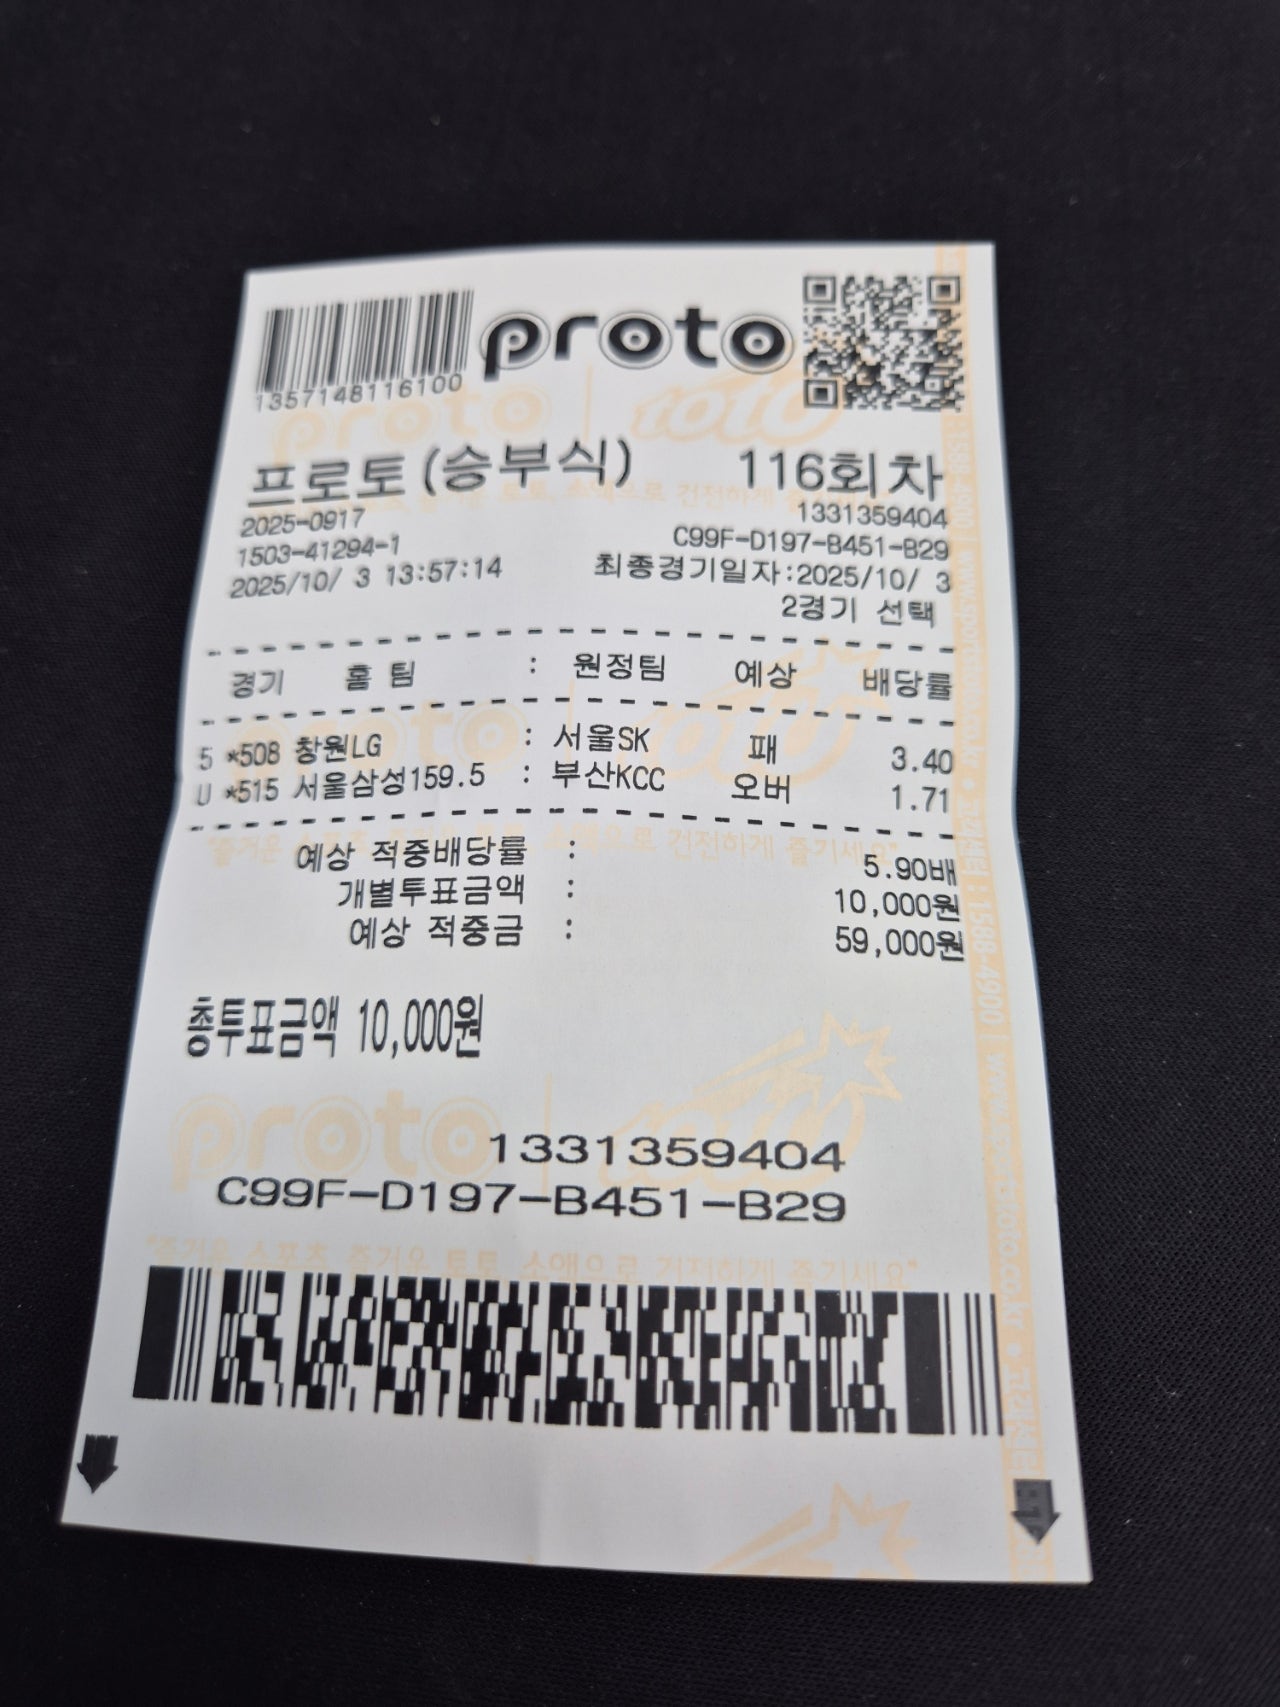 proto
1357148116100
프로토(승부식) 116회차
2025-0917 1331359404
1503-41294-1 C99F-D197-B451-B29
2025/10/ 3 13:57:14 최종경기일자:2025/10/ 3
2경기 선택
경기 홈 팀 : 원정팀 예상 배당률
5 *508 창원LG : 서울SK 패 3.40
U *515 서울삼성159.5 : 부산KCC 오버 1.71
예상 적중배당률 : 5.90배
개별투표금액 : 10,000원
예상 적중금 : 59,000원
총투표금액 10,000원
1331359404
C99F-D197-B451-B29